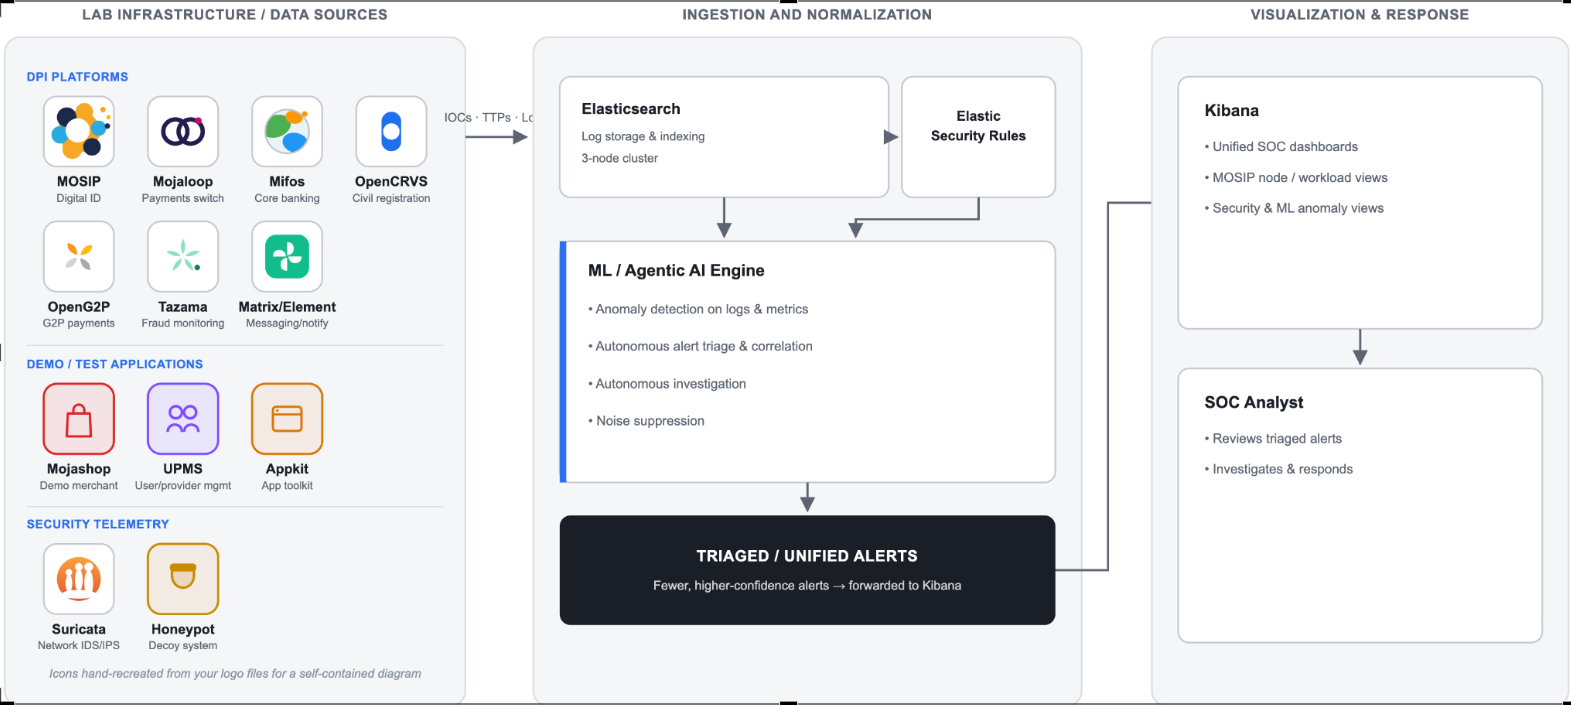 LAB INFRASTRUCTURE / DATA SOURCES
DPI PLATFORMS
MOSIP
Digital ID
Mojaloop
Payments switch
Mifos
Core banking
OpenCRVS
Civil registration
OpenG2P
G2P payments
Tazama
Fraud monitoring
Matrix/Element
Messaging/notify
DEMO / TEST APPLICATIONS
Mojashop
Demo merchant
UPMS
User/provider mgmt
Appkit
App toolkit
SECURITY TELEMETRY
Suricata
Network IDS/IPS
Honeypot
Decoy system
Icons hand-recreated from your logo files for a self-contained diagram
IOCs · TTPs ·
INGESTION AND NORMALIZATION
Elasticsearch
Log storage & indexing
3-node cluster
Elastic
Security Rules
ML / Agentic AI Engine
• Anomaly detection on logs & metrics
• Autonomous alert triage & correlation
• Autonomous investigation
• Noise suppression
TRIAGED / UNIFIED ALERTS
Fewer, higher-confidence alerts → forwarded to Kibana
VISUALIZATION & RESPONSE
Kibana
• Unified SOC dashboards
• MOSIP node / workload views
• Security & ML anomaly views
SOC Analyst
• Reviews triaged alerts
• Investigates & responds